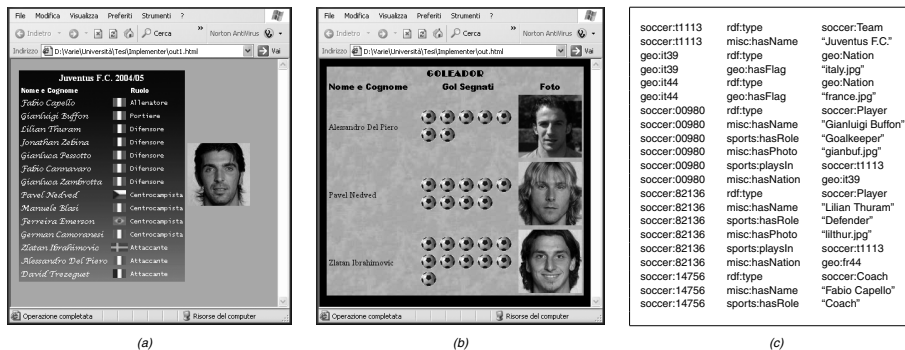 File Modifica Visualizza Preferiti Strumenti ?
Indietro Cerca » Norton AntiVirus
Indirizzo D:\Varie\Università\Tesi\Implementer\out1.html Vai
Juventus F.C. 2004/05
Nome e Cognome Ruolo
Fabio Capello Allenatore
Gianluigi Buffon Portiere
Lilian Thuram Difensore
Jonathan Zebina Difensore
Gianluca Pessotto Difensore
Fabio Cannavaro Difensore
Gianluca Zambrotta Difensore
Pavel Nedved Centrocampista
Manuele Blasi Centrocampista
Ferreira Emerson Centrocampista
German Camoranesi Centrocampista
Zlatan Ibrahimovic Attaccante
Alessandro Del Piero Attaccante
David Trezeguet Attaccante
Operazione completata Risorse del computer
(a)
File Modifica Visualizza Preferiti Strumenti ?
Indietro Cerca » Norton AntiVirus
Indirizzo D:\Varie\Università\Tesi\Implementer\out.html Vai
GOLEADOR
Nome e Cognome Gol Segnati Foto
Alessandro Del Piero
Pavel Nedved
Zlatan Ibrahimovic
Operazione completata Risorse del computer
(b)
soccer:t1113 rdf:type soccer:Team
soccer:t1113 misc:hasName “Juventus F.C.”
geo:it39 rdf:type geo:Nation
geo:it39 geo:hasFlag “italy.jpg”
geo:it44 rdf:type geo:Nation
geo:it44 geo:hasFlag “france.jpg”
soccer:00980 rdf:type soccer:Player
soccer:00980 misc:hasName “Gianluigi Buffon”
soccer:00980 sports:hasRole “Goalkeeper”
soccer:00980 misc:hasPhoto “gianbuf.jpg”
soccer:00980 sports:playsIn soccer:t1113
soccer:00980 misc:hasNation geo:it39
soccer:82136 rdf:type soccer:Player
soccer:82136 misc:hasName “Lilian Thuram”
soccer:82136 sports:hasRole “Defender”
soccer:82136 misc:hasPhoto “lilthur.jpg”
soccer:82136 sports:playsIn soccer:t1113
soccer:82136 misc:hasNation geo:fr44
soccer:14756 rdf:type soccer:Coach
soccer:14756 misc:hasName “Fabio Capello”
soccer:14756 sports:hasRole “Coach”
(c)